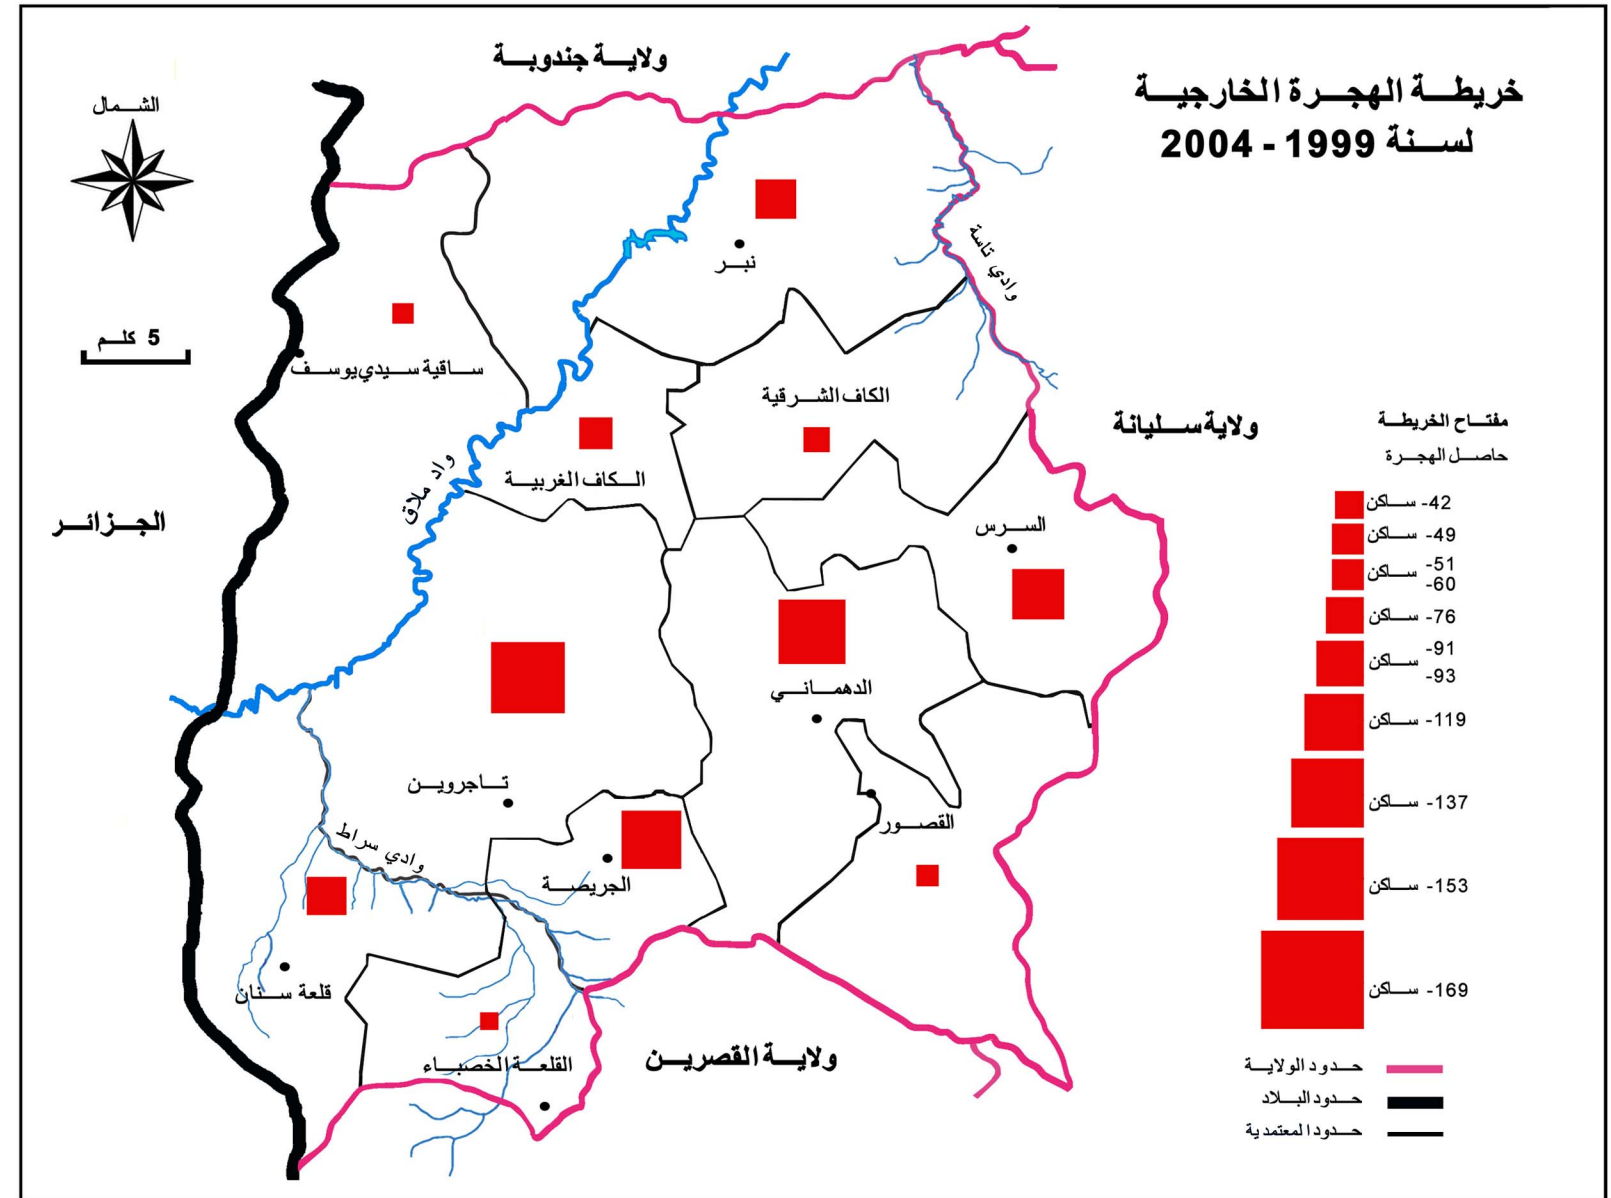 خريطة الهجرة الخارجية
لسنة 1999 - 2004
ولاية جندوبة
الشمال
5 كلم
نبر
وادي تاسة
ساقية سيدي يوسف
الكاف الشرقية
ولاية سليانة
الكاف الغربية
واد ملاق
الجزائر
السرس
الدهماني
تاجروين
القصور
وادي سراط
الجريصة
قلعة سنان
القلعة الخصباء
ولاية القصرين
مفتاح الخريطة
حاصل الهجرة
42- ساكن
49- ساكن
51- ساكن
60-
76- ساكن
91- ساكن
93-
119- ساكن
137- ساكن
153- ساكن
169- ساكن
حدود الولاية
حدود البلاد
حدود المعتمدية